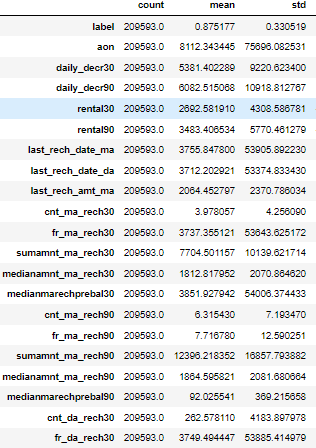 count mean std
label 209593.0 0.875177 0.330519
aon 209593.0 8112.343445 75696.082531
daily_decr30 209593.0 5381.402289 9220.623400
daily_decr90 209593.0 6082.515068 10918.812767
rental30 209593.0 2692.581910 4308.586781
rental90 209593.0 3483.406534 5770.461279
last_rech_date_ma 209593.0 3755.847800 53905.892230
last_rech_date_da 209593.0 3712.202921 53374.833430
last_rech_amt_ma 209593.0 2064.452797 2370.786034
cnt_ma_rech30 209593.0 3.978057 4.256090
fr_ma_rech30 209593.0 3737.355121 53643.625172
sumamnt_ma_rech30 209593.0 7704.501157 10139.621714
medianamnt_ma_rech30 209593.0 1812.817952 2070.864620
medianmarechprebal30 209593.0 3851.927942 54006.374433
cnt_ma_rech90 209593.0 6.315430 7.193470
fr_ma_rech90 209593.0 7.716780 12.590251
sumamnt_ma_rech90 209593.0 12396.218352 16857.793882
medianamnt_ma_rech90 209593.0 1864.595821 2081.680664
medianmarechprebal90 209593.0 92.025541 369.215658
cnt_da_rech30 209593.0 262.578110 4183.897978
fr_da_rech30 209593.0 3749.494447 53885.414979